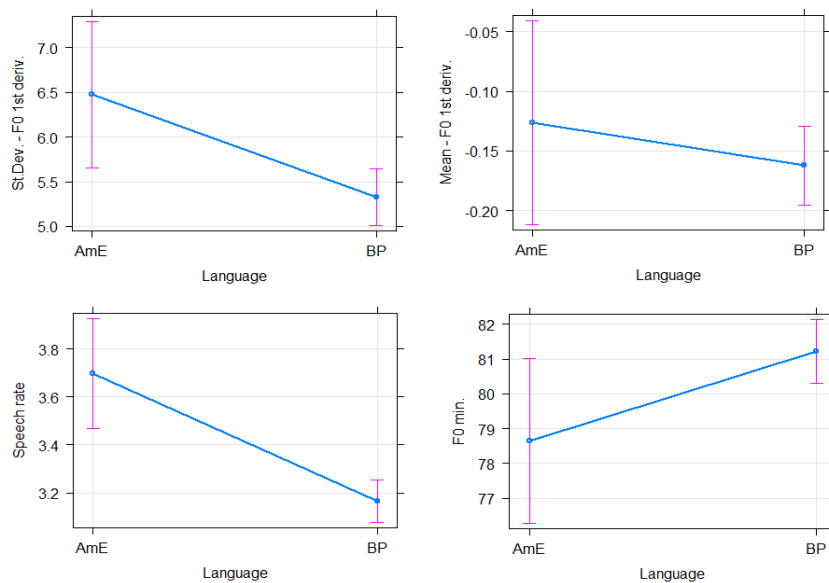 St.Dev. - F0 1st deriv.
7.0
6.5
6.0
5.5
5.0
AmE BP
Language
Mean - F0 1st deriv.
-0.05
-0.10
-0.15
-0.20
AmE BP
Language
Speech rate
3.8
3.6
3.4
3.2
AmE BP
Language
F0 min.
82
81
80
79
78
77
AmE BP
Language